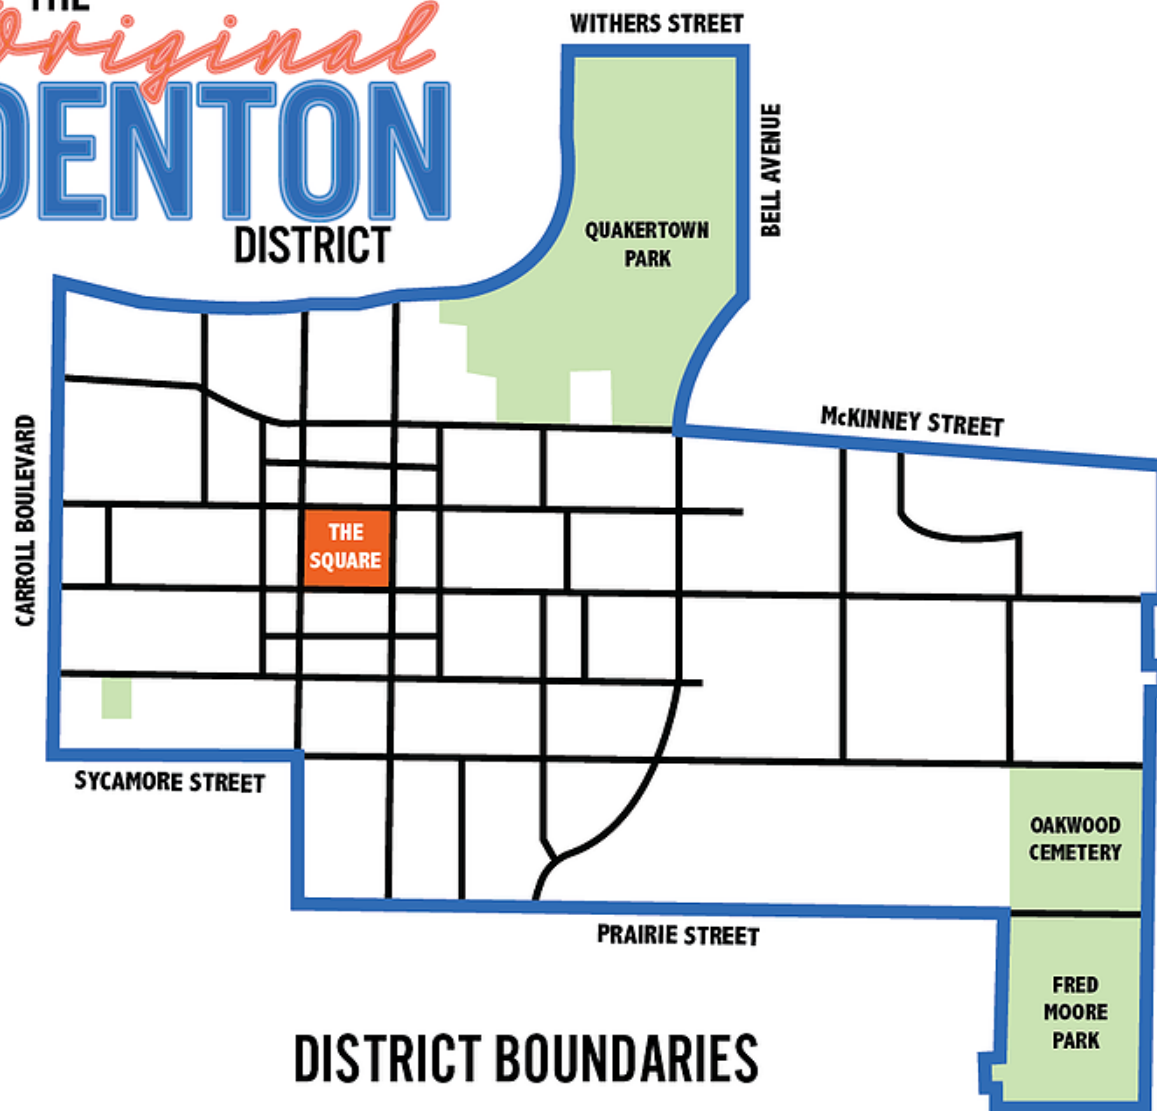 THE
Original
DENTON
DISTRICT
WITHERS STREET
BELL AVENUE
QUAKERTOWN
PARK
McKINNEY STREET
CARROLL BOULEVARD
THE
SQUARE
SYCAMORE STREET
OAKWOOD
CEMETERY
PRAIRIE STREET
FRED
MOORE
PARK
DISTRICT BOUNDARIES